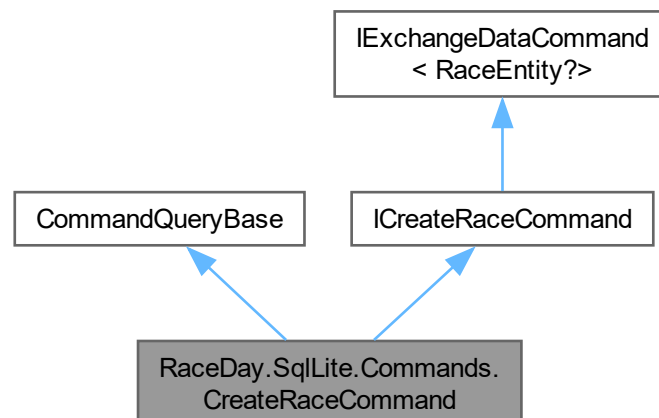 IExchangeDataCommand
< RaceEntity?>
CommandQueryBase
ICreateRaceCommand
RaceDay.SqlLite.Commands.
CreateRaceCommand